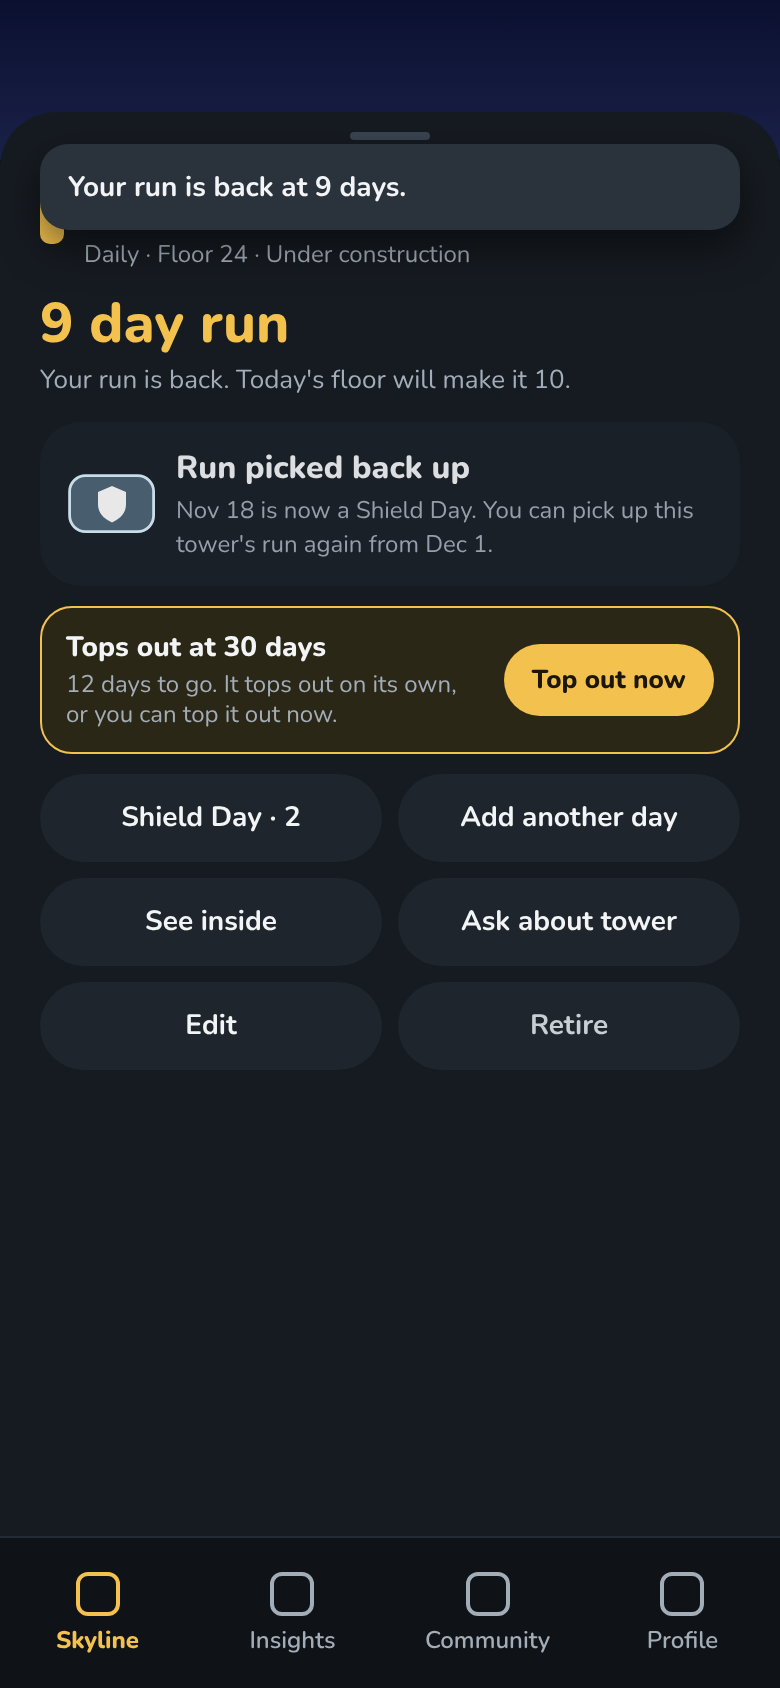 Your run is back at 9 days.
Daily · Floor 24 · Under construction
9 day run
Your run is back. Today's floor will make it 10.
Run picked back up
Nov 18 is now a Shield Day. You can pick up this
tower's run again from Dec 1.
Tops out at 30 days
12 days to go. It tops out on its own,
or you can top it out now.
Top out now
Shield Day · 2
Add another day
See inside
Ask about tower
Edit
Retire
Skyline
Insights
Community
Profile